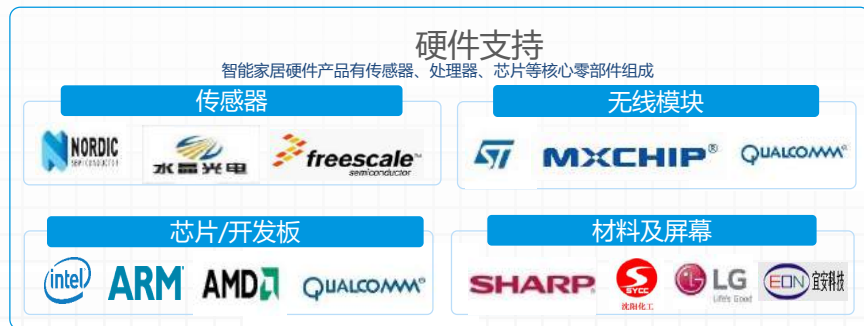 硬件支持
智能家居硬件产品有传感器、处理器、芯片等核心零部件组成
传感器
无线模块
NORDIC
SEMICONDUCTOR
水晶光电
freescale™
semiconductor
ST
MXCHIP®
QUALCOMM®
芯片/开发板
材料及屏幕
intel
ARM
AMD
QUALCOMM®
SHARP
SYCC
沈阳化工
LG
Life's Good
EON 宜安科技